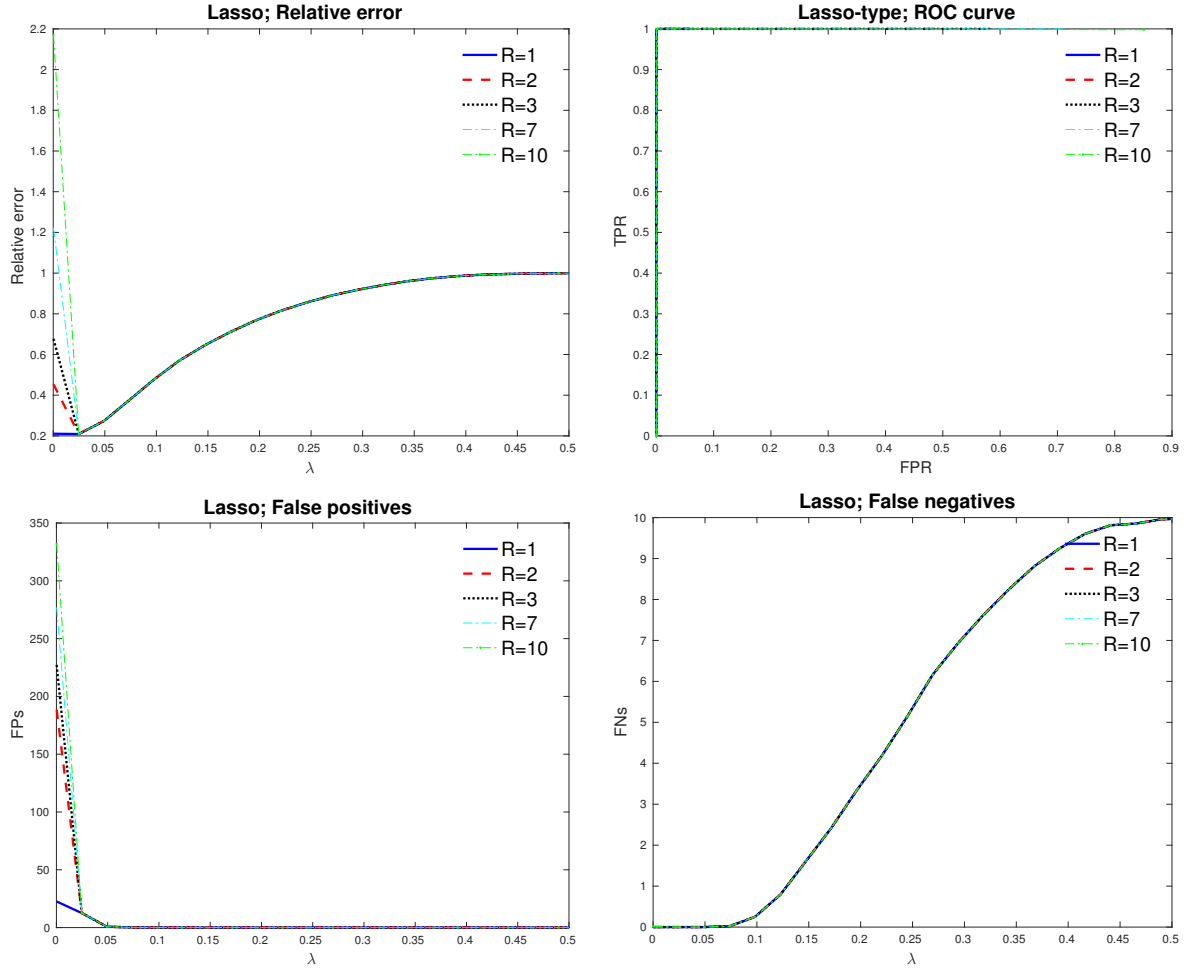 Lasso; Relative error
2.2
2
1.8
1.6
1.4
1.2
1
0.8
0.6
0.4
0.2
Relative error
R=1
R=2
R=3
R=7
R=10
0 0.05 0.1 0.15 0.2 0.25 0.3 0.35 0.4 0.45 0.5
λ
Lasso-type; ROC curve
1
0.9
0.8
0.7
0.6
0.5
0.4
0.3
0.2
0.1
0
TPR
R=1
R=2
R=3
R=7
R=10
0 0.1 0.2 0.3 0.4 0.5 0.6 0.7 0.8 0.9
FPR
Lasso; False positives
350
300
250
200
150
100
50
0
FPs
R=1
R=2
R=3
R=7
R=10
0 0.05 0.1 0.15 0.2 0.25 0.3 0.35 0.4 0.45 0.5
λ
Lasso; False negatives
10
9
8
7
6
5
4
3
2
1
0
FNs
R=1
R=2
R=3
R=7
R=10
0 0.05 0.1 0.15 0.2 0.25 0.3 0.35 0.4 0.45 0.5
λ